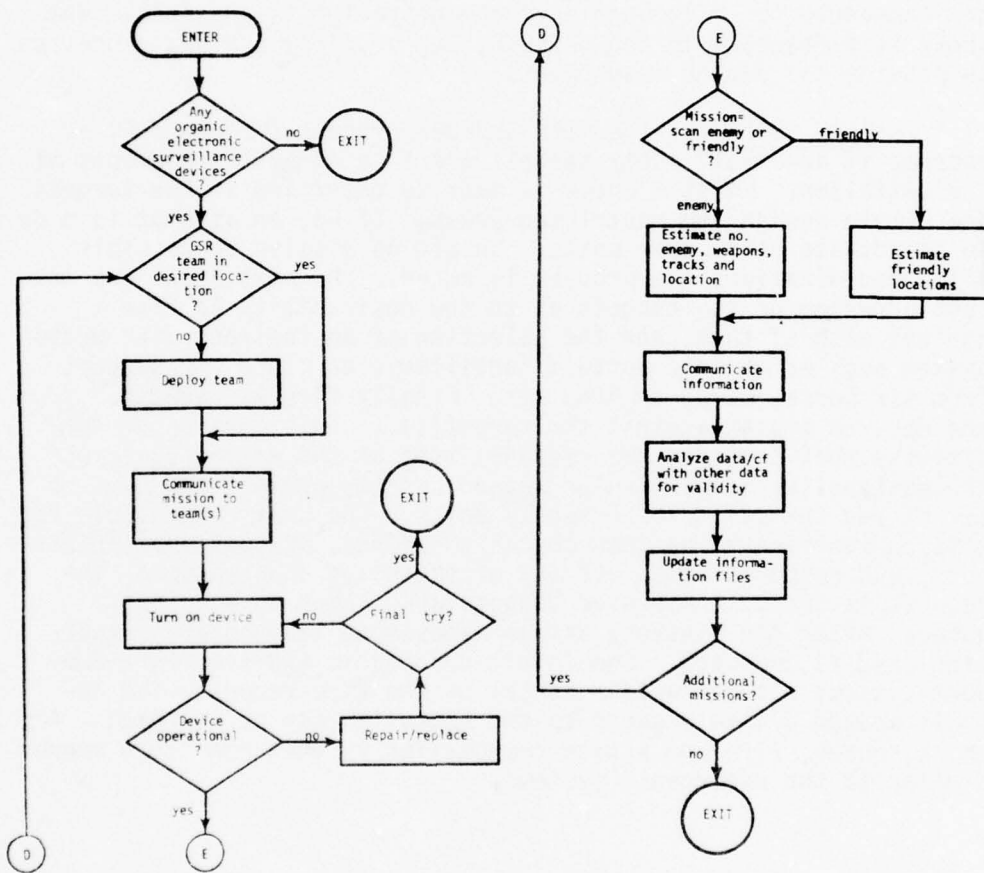 ENTER
Any
organic
electronic
surveillance
devices
?
no
EXIT
yes
GSR
team in
desired loca-
tion
?
yes
no
Deploy team
Communicate
mission to
team(s)
Turn on device
no
Final try?
yes
EXIT
Device
operational
?
no
Repair/replace
yes
D
E
D
E
Mission=
scan enemy or
friendly
?
friendly
enemy
Estimate no.
enemy, weapons,
tracks and
location
Estimate
friendly
locations
Communicate
information
Analyze data/cf
with other data
for validity
Update informa-
tion files
yes
Additional
missions?
no
EXIT